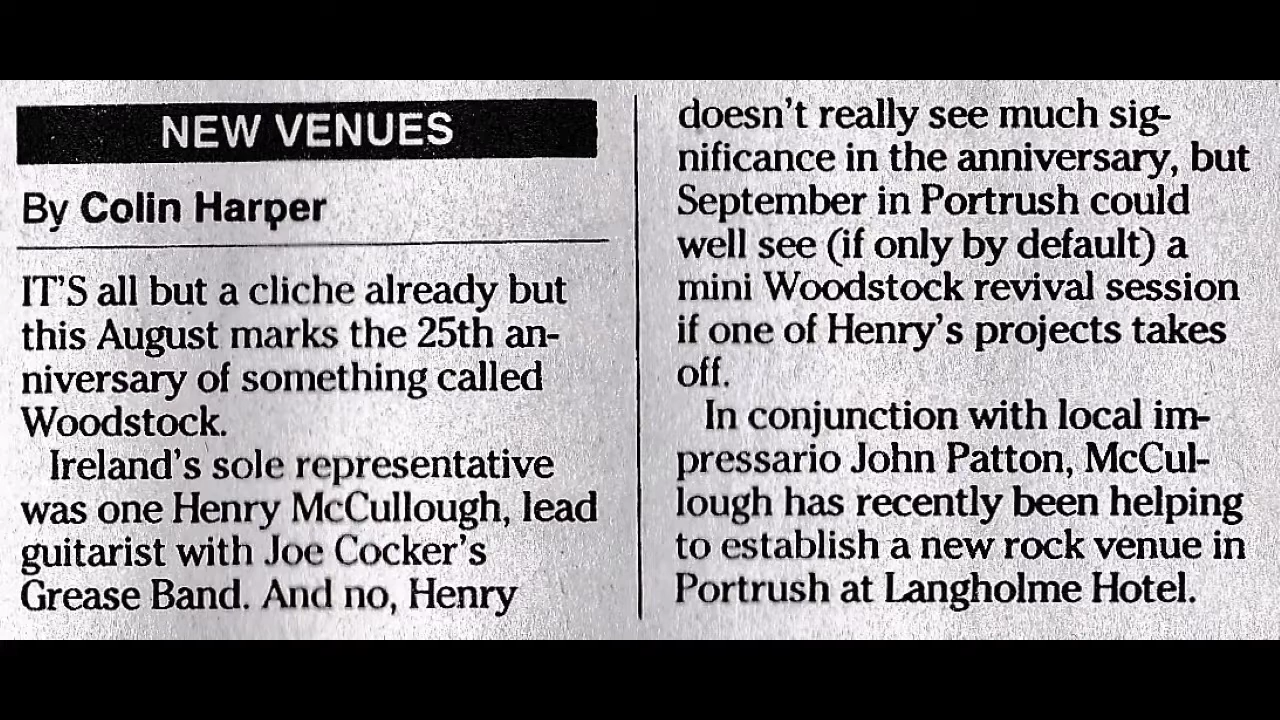 NEW VENUES
By Colin Harper
IT'S all but a cliche already but
this August marks the 25th an-
niversary of something called
Woodstock.
Ireland's sole representative
was one Henry McCullough, lead
guitarist with Joe Cocker's
Grease Band. And no, Henry
doesn't really see much sig-
nificance in the anniversary, but
September in Portrush could
well see (if only by default) a
mini Woodstock revival session
if one of Henry's projects takes
off.
In conjunction with local im-
pressario John Patton, McCul-
lough has recently been helping
to establish a new rock venue in
Portrush at Langholme Hotel.